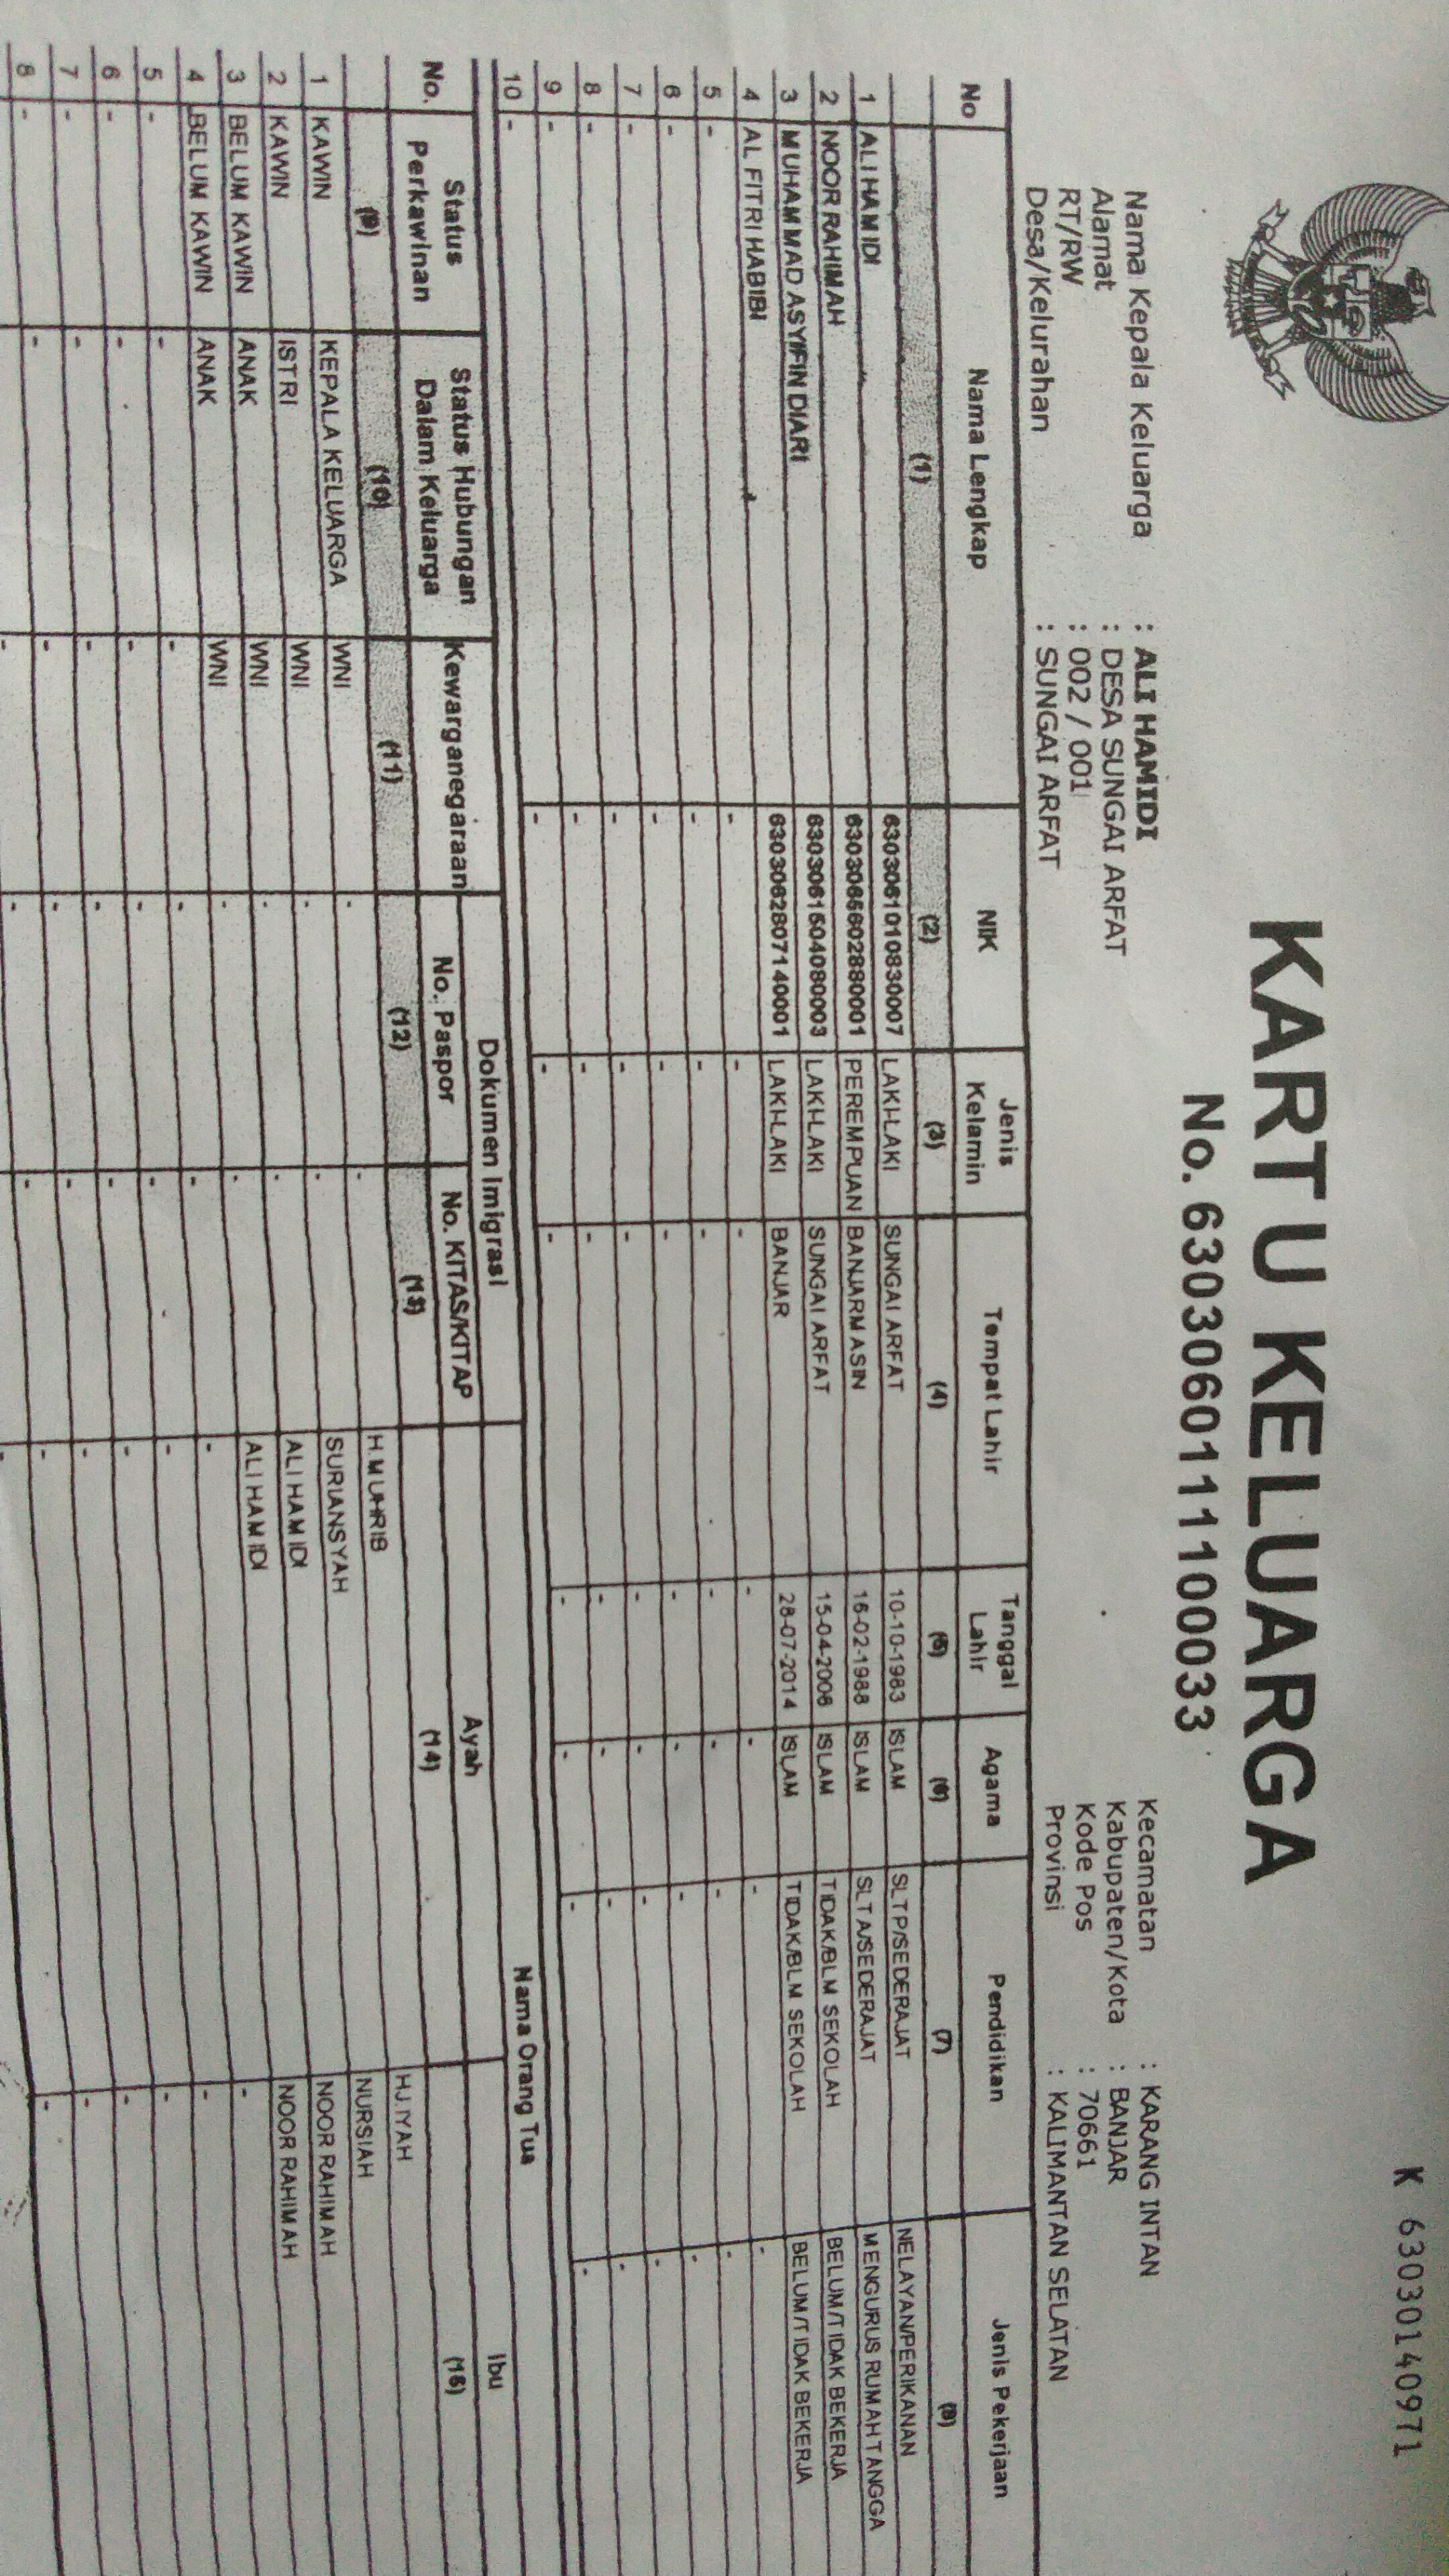 K 63030140971
KARTU KELUARGA
No. 6303060111100033
Nama Kepala Keluarga : ALI HAMIDI
Alamat : DESA SUNGAI ARFAT
RT/RW : 002 / 001
Desa/Kelurahan : SUNGAI ARFAT
Kecamatan : KARANG INTAN
Kabupaten/Kota : BANJAR
Kode Pos : 70661
Provinsi : KALIMANTAN SELATAN
No Nama Lengkap NIK Jenis Kelamin Tempat Lahir Tanggal Lahir Agama Pendidikan Jenis Pekerjaan
(1) (2) (3) (4) (5) (6) (7) (8)
1 ALI HAMIDI 6303061010830007 LAKI-LAKI SUNGAI ARFAT 10-10-1983 ISLAM SLTP/SEDERAJAT NELAYAN/PERIKANAN
2 NOOR RAHIMAH 6303065602880001 PEREMPUAN BANJARMASIN 16-02-1988 ISLAM SLTA/SEDERAJAT MENGURUS RUMAH TANGGA
3 MUHAMMAD ASYIFIN DIARI 6303061504080003 LAKI-LAKI SUNGAI ARFAT 15-04-2008 ISLAM TIDAK/BLM SEKOLAH BELUM/TIDAK BEKERJA
4 AL FITRI HABIBI 6303062807140001 LAKI-LAKI BANJAR 28-07-2014 ISLAM TIDAK/BLM SEKOLAH BELUM/TIDAK BEKERJA
5 - - - - - - - -
6 - - - - - - - -
7 - - - - - - - -
8 - - - - - - - -
9 - - - - - - - -
10 - - - - - - - -
No. Status Perkawinan Status Hubungan Dalam Keluarga Kewarganegaraan Dokumen Imigrasi Nama Orang Tua
No. Paspor No. KITAS/KITAP Ayah Ibu
(9) (10) (11) (12) (13) (14) (15)
1 KAWIN KEPALA KELUARGA WNI - - H.MUHRIB HJ.IYAH
2 KAWIN ISTRI WNI - - SURIANSYAH NURSIAH
3 BELUM KAWIN ANAK WNI - - ALI HAMIDI NOOR RAHIMAH
4 BELUM KAWIN ANAK WNI - - ALI HAMIDI NOOR RAHIMAH
5 - - - - - - -
6 - - - - - - -
7 - - - - - - -
8 - - - - - - -